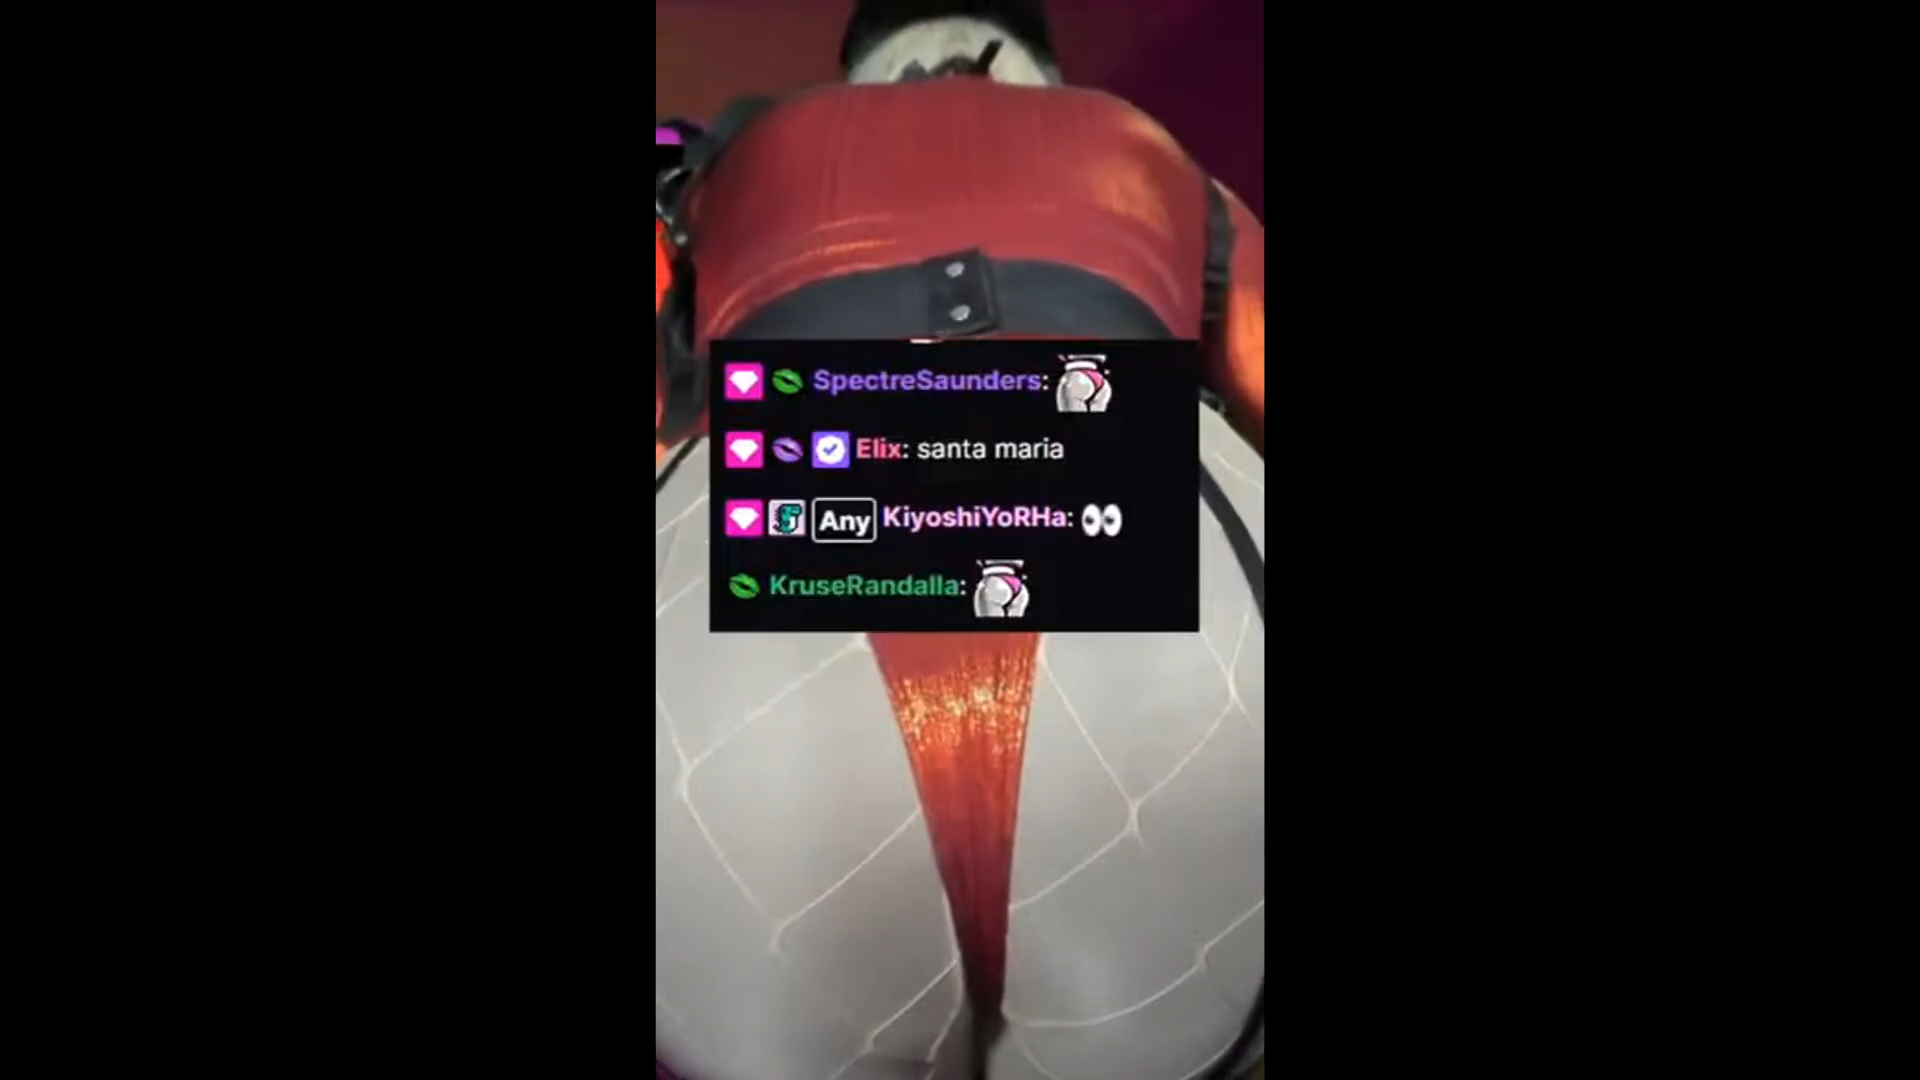 SpectreSaunders:
Elix: santa maria
Any KiyoshiYoRHa: 👀
KruseRandalla: